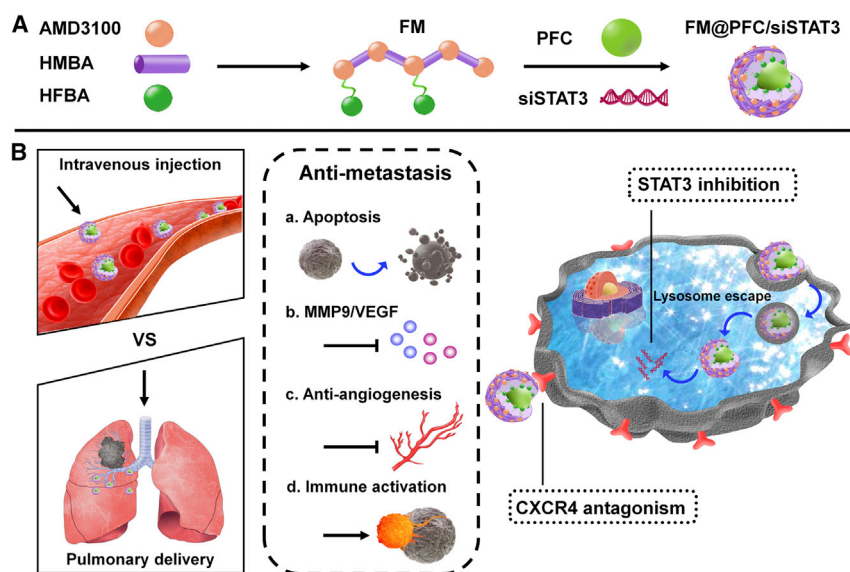 A
AMD3100
HMBA
HFBA
FM
PFC
siSTAT3
FM@PFC/siSTAT3
B
Intravenous injection
VS
Pulmonary delivery
Anti-metastasis
a. Apoptosis
b. MMP9/VEGF
c. Anti-angiogenesis
d. Immune activation
STAT3 inhibition
Lysosome escape
CXCR4 antagonism